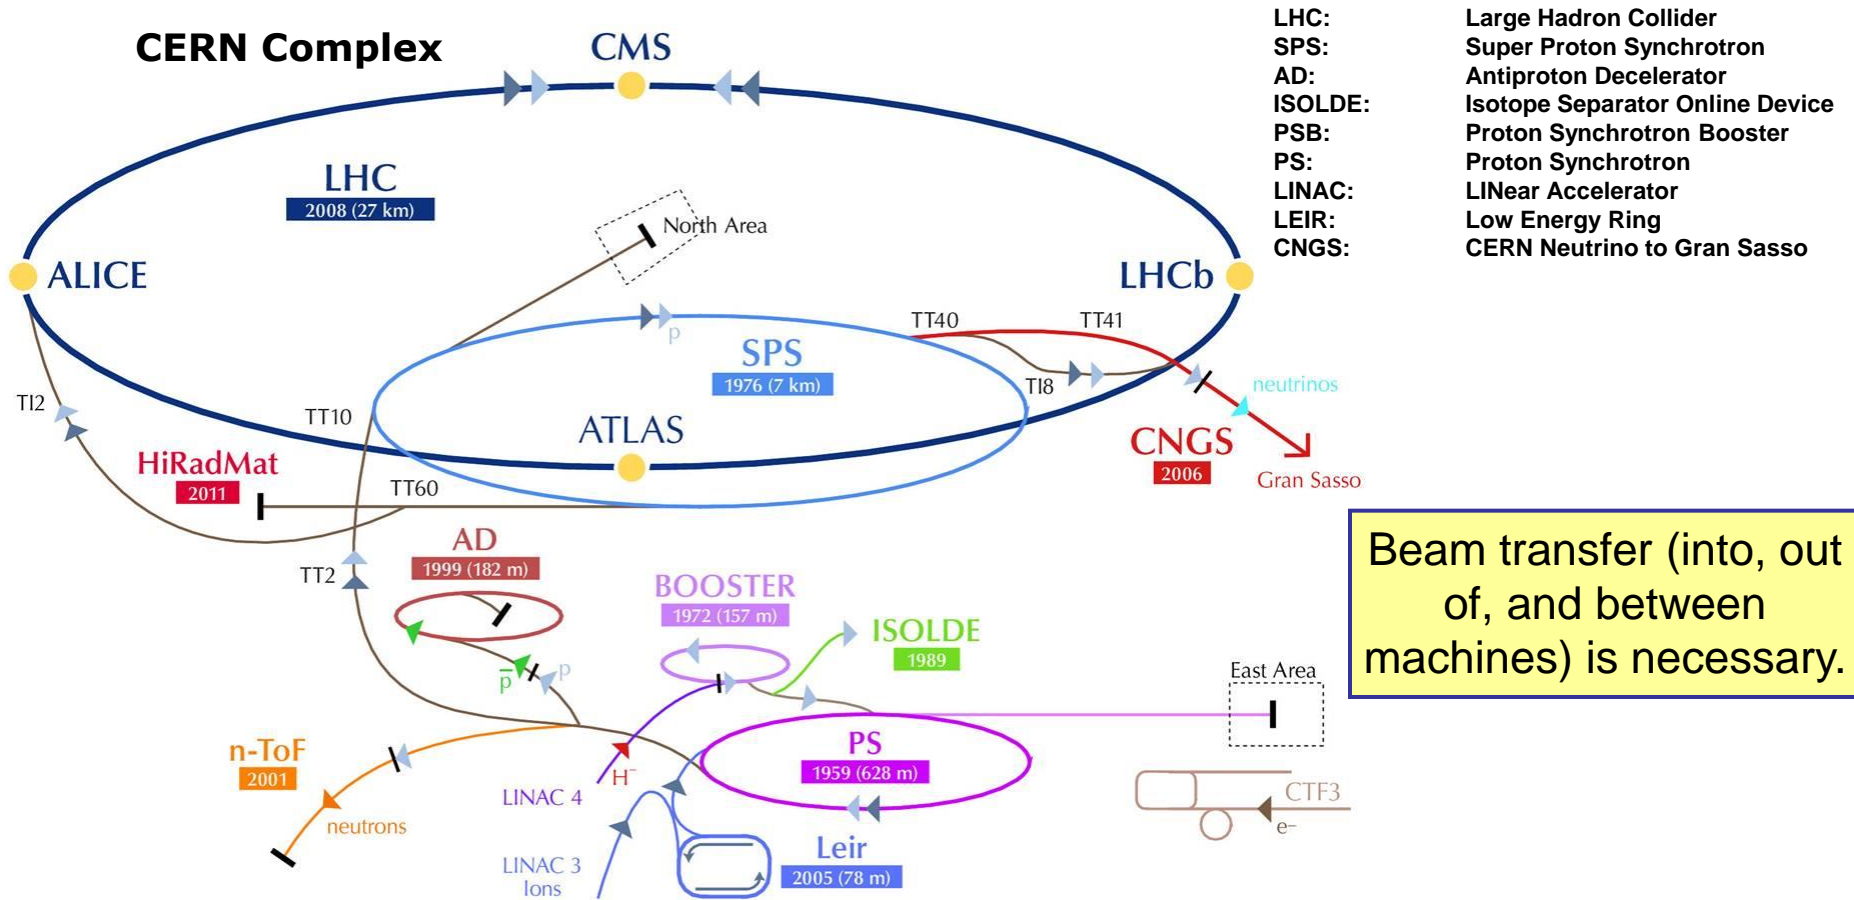 CERN Complex
LHC: Large Hadron Collider
SPS: Super Proton Synchrotron
AD: Antiproton Decelerator
ISOLDE: Isotope Separator Online Device
PSB: Proton Synchrotron Booster
PS: Proton Synchrotron
LINAC: LINear Accelerator
LEIR: Low Energy Ring
CNGS: CERN Neutrino to Gran Sasso
CMS
LHC
2008 (27 km)
North Area
ALICE
LHCb
TT40
TT41
p
SPS
1976 (7 km)
TI8
neutrinos
TI2
TT10
ATLAS
CNGS
2006
Gran Sasso
HiRadMat
2011
TT60
AD
1999 (182 m)
TT2
BOOSTER
1972 (157 m)
ISOLDE
1989
p̅
p
East Area
Beam transfer (into, out
of, and between
machines) is necessary.
n-ToF
2001
neutrons
H⁻
PS
1959 (628 m)
LINAC 4
CTF3
e–
LINAC 3
Ions
Leir
2005 (78 m)